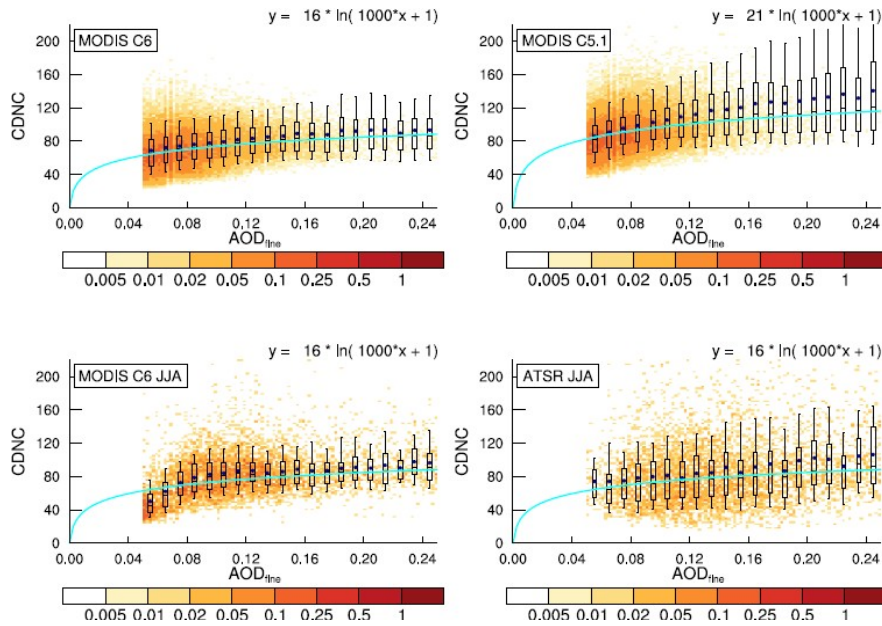 y = 16 * ln( 1000*x + 1)
MODIS C6
CDNC
200
160
120
80
40
0
0.00 0.04 0.08 0.12 0.16 0.20 0.24
AODfine
0.005 0.01 0.02 0.05 0.1 0.25 0.5 1
y = 21 * ln( 1000*x + 1)
MODIS C5.1
CDNC
200
160
120
80
40
0
0.00 0.04 0.08 0.12 0.16 0.20 0.24
AODfine
0.005 0.01 0.02 0.05 0.1 0.25 0.5 1
y = 16 * ln( 1000*x + 1)
MODIS C6 JJA
CDNC
200
160
120
80
40
0
0.00 0.04 0.08 0.12 0.16 0.20 0.24
AODfine
0.005 0.01 0.02 0.05 0.1 0.25 0.5 1
y = 16 * ln( 1000*x + 1)
ATSR JJA
CDNC
200
160
120
80
40
0
0.00 0.04 0.08 0.12 0.16 0.20 0.24
AODfine
0.005 0.01 0.02 0.05 0.1 0.25 0.5 1